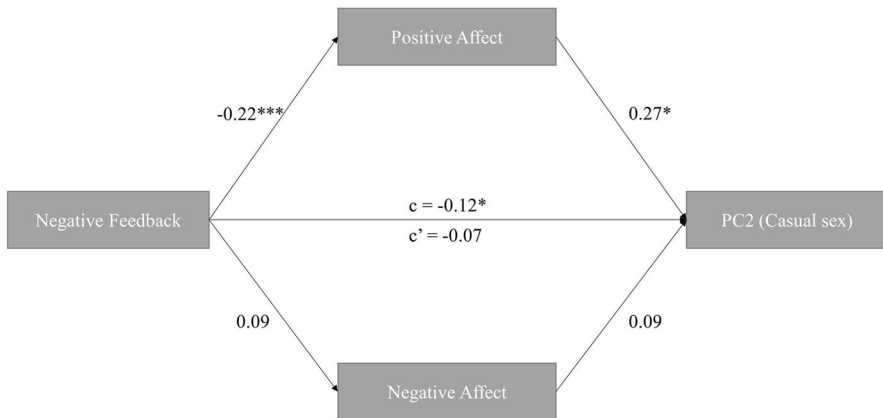 Positive Affect
-0.22***
0.27*
Negative Feedback
c = -0.12*
c’ = -0.07
PC2 (Casual sex)
0.09
0.09
Negative Affect